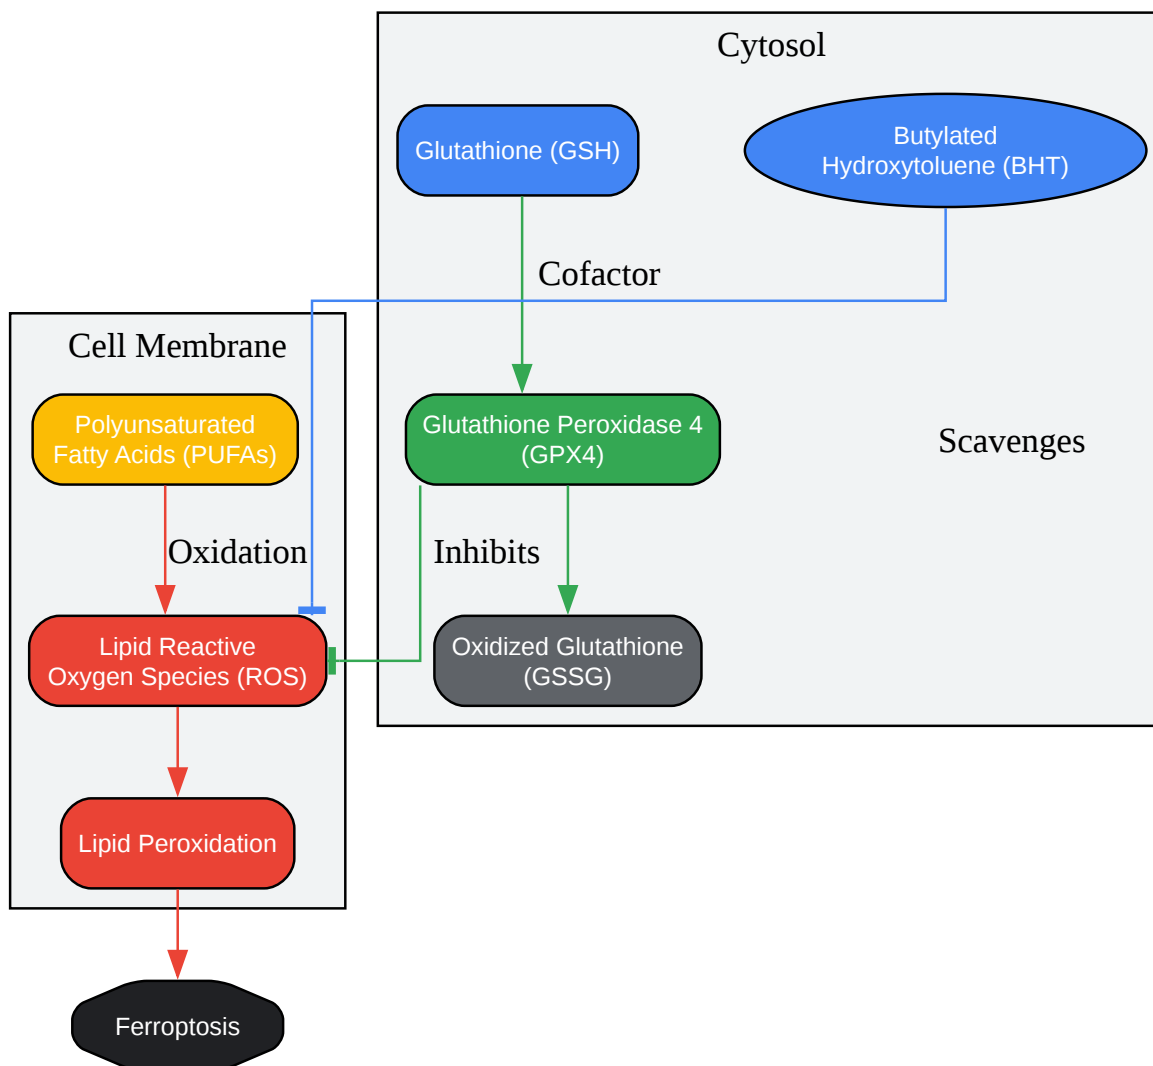 Cytosol
Glutathione (GSH)
Butylated
Hydroxytoluene (BHT)
Cofactor
Cell Membrane
Polyunsaturated
Fatty Acids (PUFAs)
Glutathione Peroxidase 4
(GPX4)
Scavenges
Oxidation
Inhibits
Lipid Reactive
Oxygen Species (ROS)
Oxidized Glutathione
(GSSG)
Lipid Peroxidation
Ferroptosis